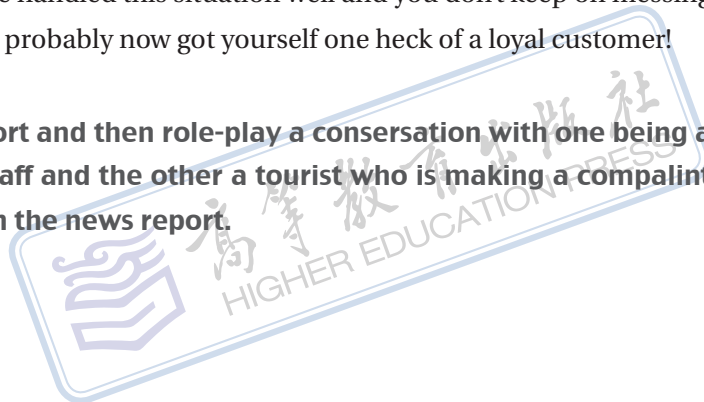 e handled this situation well and you don't keep on messing
probably now got yourself one heck of a loyal customer!
ort and then role-play a consersation with one being a
aff and the other a tourist who is making a compalint
n the news report.
高等教育出版社
HIGHER EDUCATION PRESS